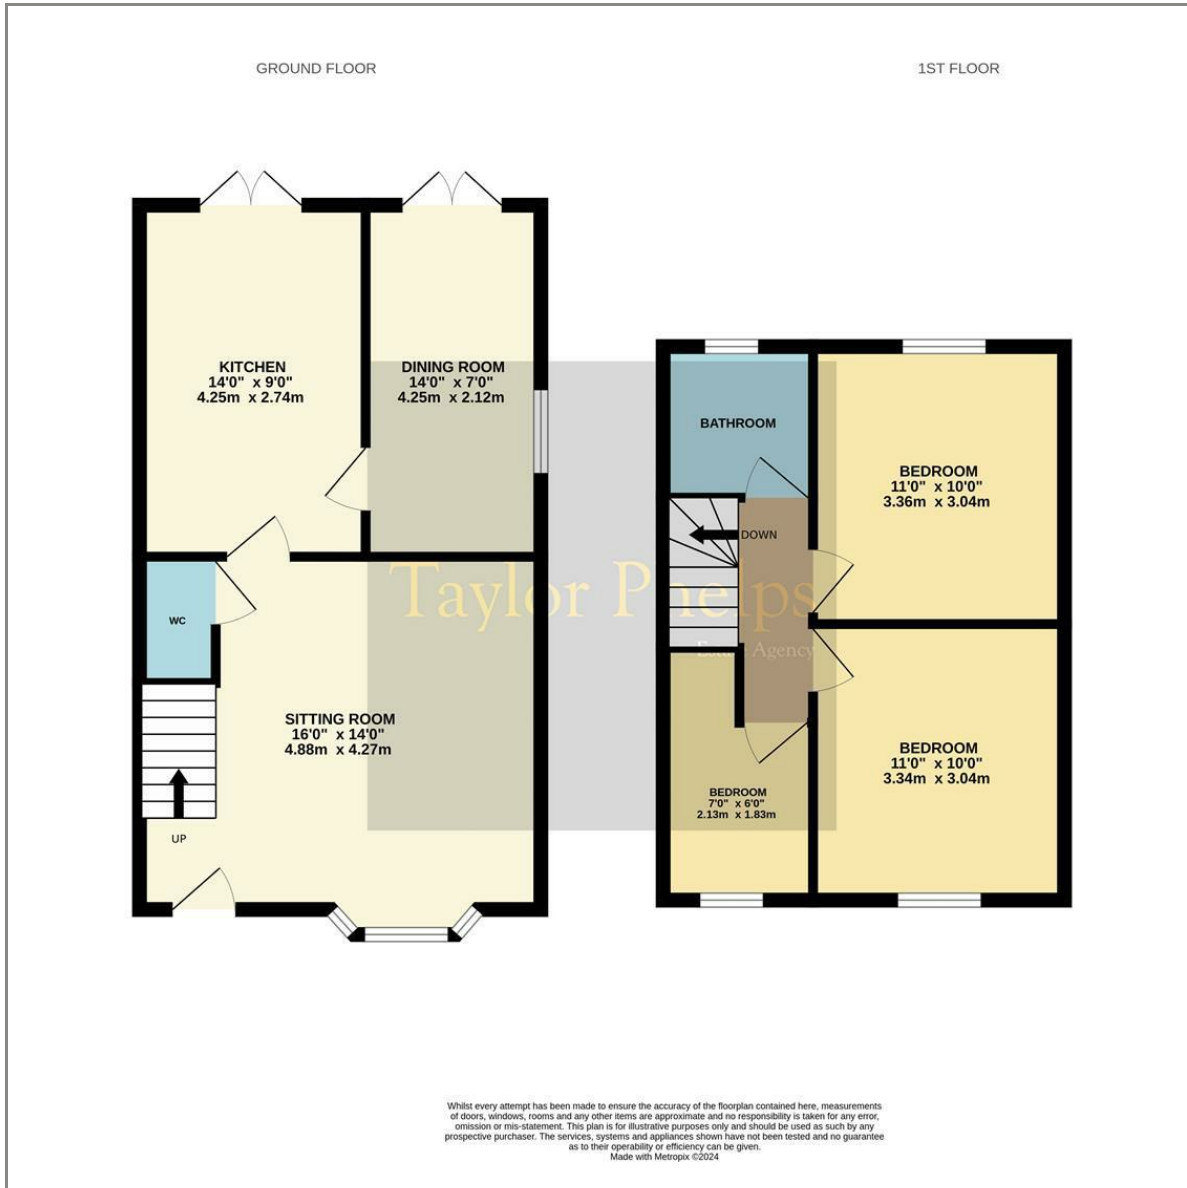 GROUND FLOOR
1ST FLOOR
KITCHEN
14'0" x 9'0"
4.25m x 2.74m
DINING ROOM
14'0" x 7'0"
4.25m x 2.12m
WC
SITTING ROOM
16'0" x 14'0"
4.88m x 4.27m
UP
BATHROOM
BEDROOM
11'0" x 10'0"
3.36m x 3.04m
DOWN
BEDROOM
11'0" x 10'0"
3.34m x 3.04m
BEDROOM
7'0" x 6'0"
2.13m x 1.83m
Taylor Phelps
Estate Agency
Whilst every attempt has been made to ensure the accuracy of the floorplan contained here, measurements
of doors, windows, rooms and any other items are approximate and no responsibility is taken for any error,
omission or mis-statement. This plan is for illustrative purposes only and should be used as such by any
prospective purchaser. The services, systems and appliances shown have not been tested and no guarantee
as to their operability or efficiency can be given.
Made with Metropix ©2024